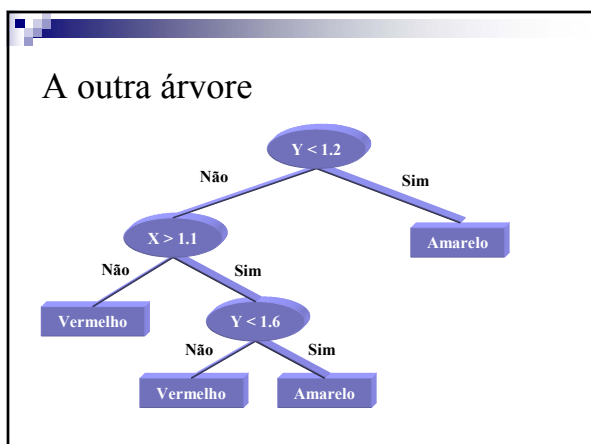 A outra árvore
Y < 1.2
Não
Sim
X > 1.1
Amarelo
Não
Sim
Vermelho
Y < 1.6
Não
Sim
Vermelho
Amarelo